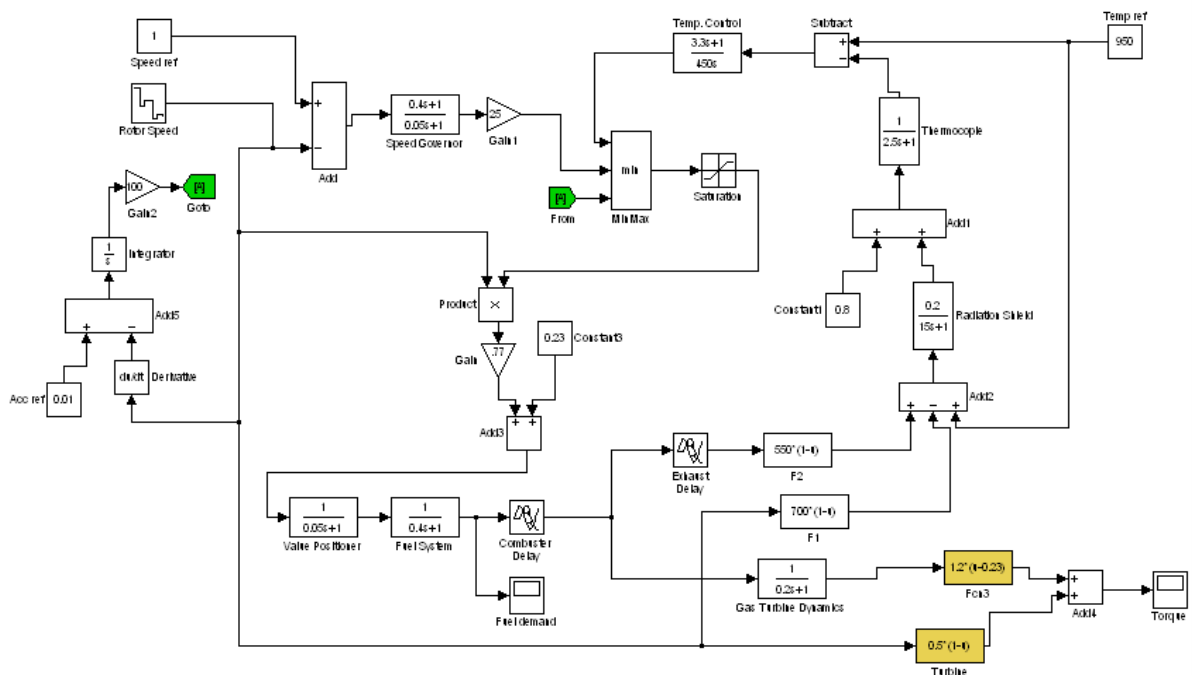 1
Speed ref
Rotor Speed
+
−
Add
0.4s+1
0.05s+1
Speed Governor
25
Gain1
Temp. Control
3.3s+1
450s
Subtract
+
−
Temp ref
950
1
2.5s+1
Thermocople
min
MinMax
Saturation
[A]
From
100
Gain2
[A]
Goto
1
s
Integrator
Add5
+ −
du/dt
Derivative
Acc ref
0.01
Add1
+ +
Constant1
0.8
0.2
15s+1
Radiation Shield
Product
×
.77
Gain
0.23
Constant3
+ +
Add3
Add2
+ − +
Exhaust
Delay
550*(1-u)
F2
700*(1-u)
F1
1
0.05s+1
Value Positioner
1
0.4s+1
Fuel System
Combuster
Delay
Fuel demand
1
0.2s+1
Gas Turbine Dynamics
1.2*(u-0.23)
Fcn3
+
+
Add4
Torque
0.5*(1-u)
Turbine